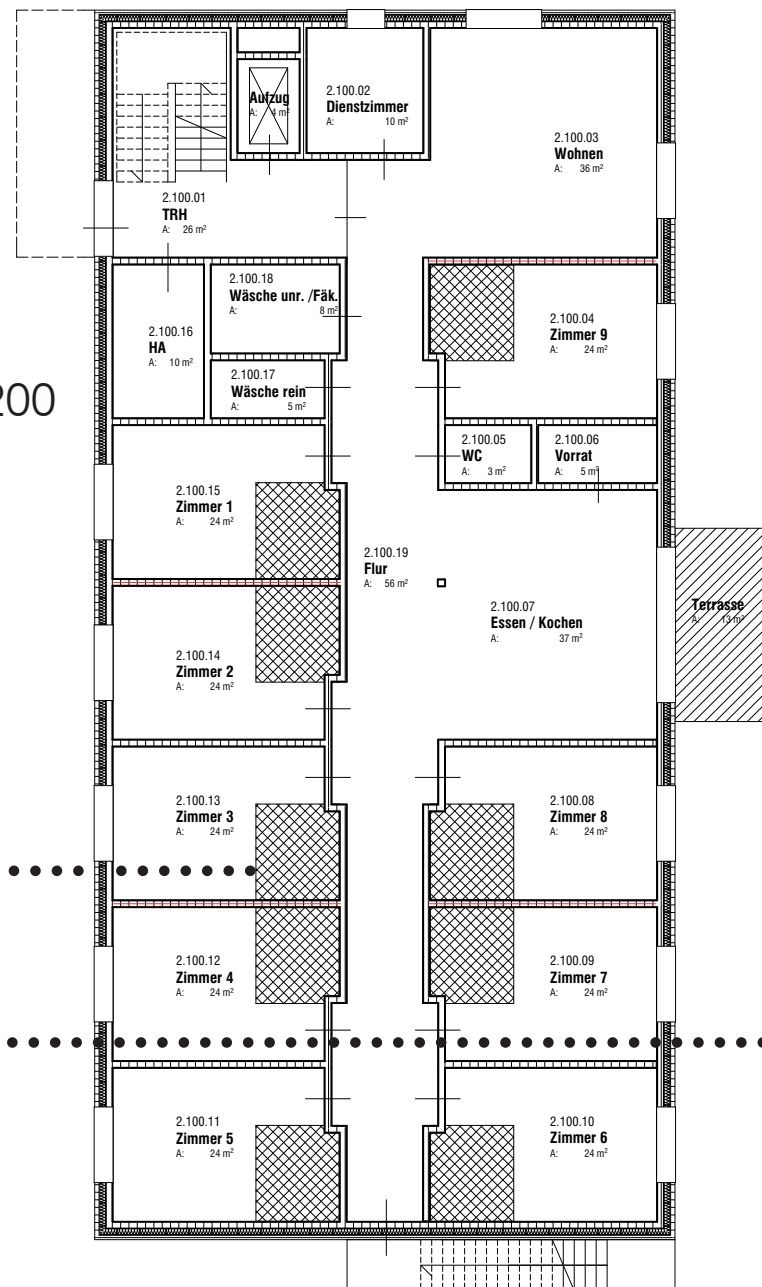 2.100.02
Dienstzimmer
A: 10 m²
Aufzug
A: 4 m²
2.100.03
Wohnen
A: 36 m²
2.100.01
TRH
A: 26 m²
2.100.18
Wäsche unr. /Fäk.
A: 8 m²
2.100.04
Zimmer 9
A: 24 m²
2.100.16
HA
A: 10 m²
2.100.17
Wäsche rein
A: 5 m²
200
2.100.05
WC
A: 3 m²
2.100.06
Vorrat
A: 5 m²
2.100.15
Zimmer 1
A: 24 m²
2.100.19
Flur
A: 56 m²
2.100.07
Essen / Kochen
A: 37 m²
Terrasse
A: 13 m²
2.100.14
Zimmer 2
A: 24 m²
2.100.13
Zimmer 3
A: 24 m²
2.100.08
Zimmer 8
A: 24 m²
2.100.12
Zimmer 4
A: 24 m²
2.100.09
Zimmer 7
A: 24 m²
2.100.11
Zimmer 5
A: 24 m²
2.100.10
Zimmer 6
A: 24 m²